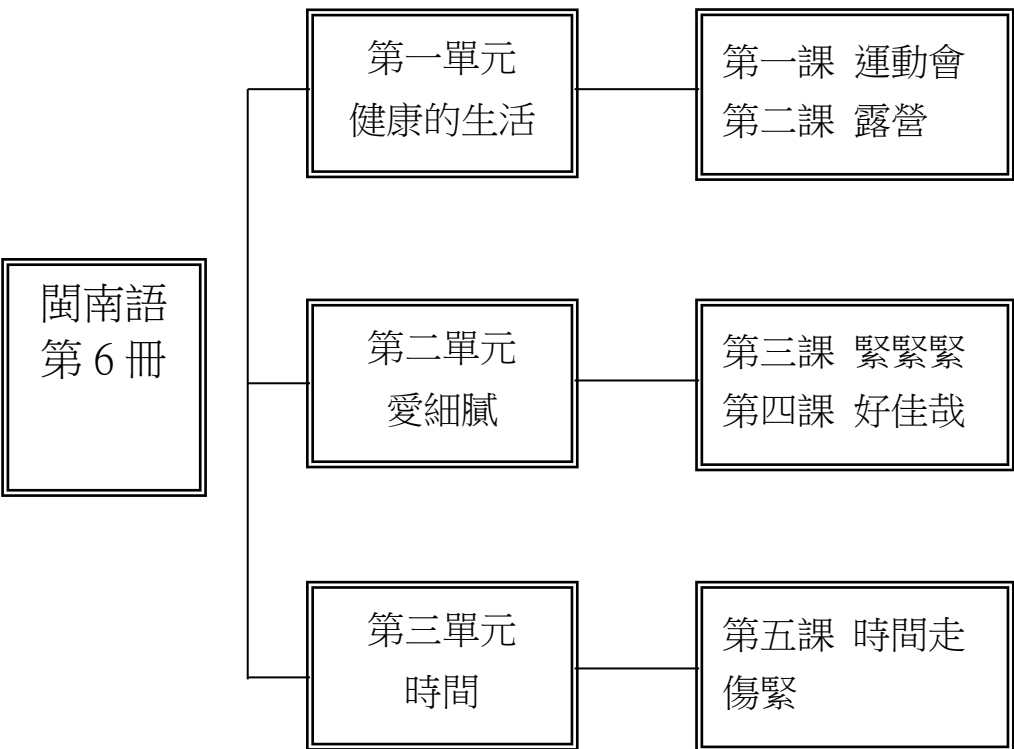 閩南語
第6冊
第一單元
健康的生活
第一課 運動會
第二課 露營
第二單元
愛細膩
第三課 緊緊緊
第四課 好佳哉
第三單元
時間
第五課 時間走
傷緊